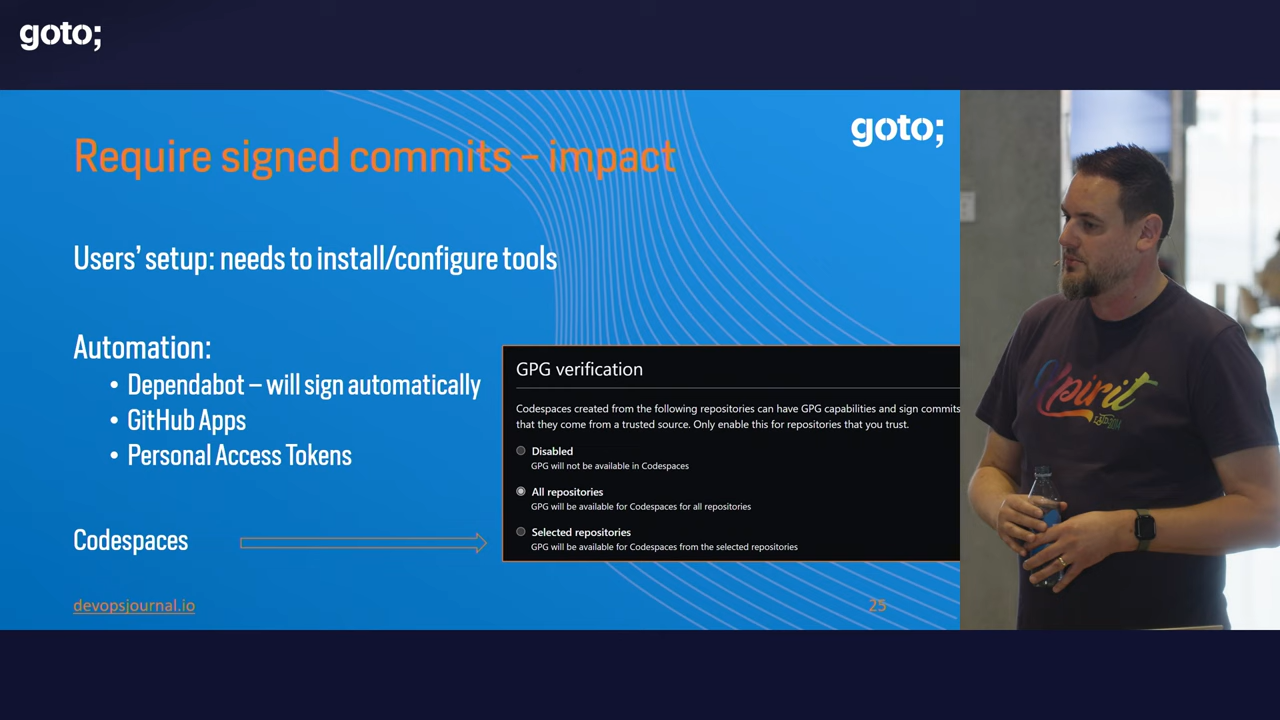 goto;
goto;
Require signed commits – impact
Users' setup: needs to install/configure tools
Automation:
• Dependabot – will sign automatically
• GitHub Apps
• Personal Access Tokens
Codespaces
GPG verification
Codespaces created from the following repositories can have GPG capabilities and sign commits
that they come from a trusted source. Only enable this for repositories that you trust.
Disabled
GPG will not be available in Codespaces
All repositories
GPG will be available for Codespaces for all repositories
Selected repositories
GPG will be available for Codespaces from the selected repositories
devopsjournal.io
25
Xpirit